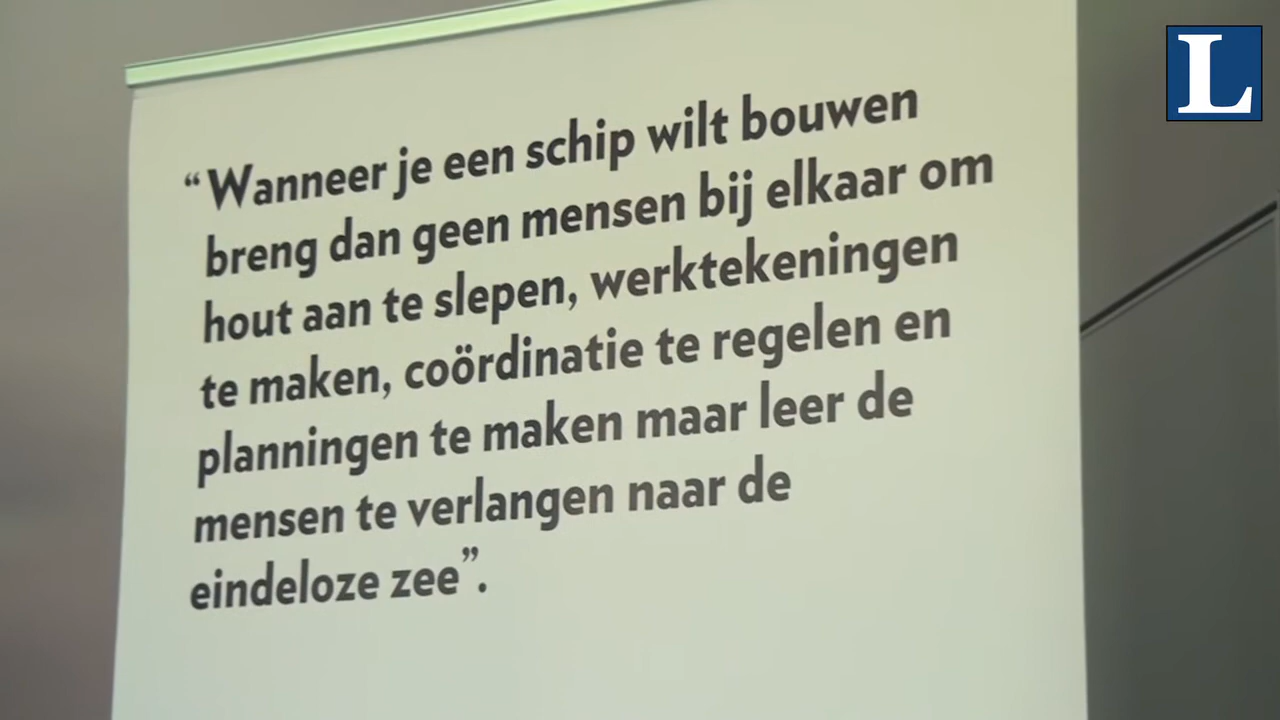 L
“Wanneer je een schip wilt bouwen
breng dan geen mensen bij elkaar om
hout aan te slepen, werktekeningen
te maken, coördinatie te regelen en
planningen te maken maar leer de
mensen te verlangen naar de
eindeloze zee”.